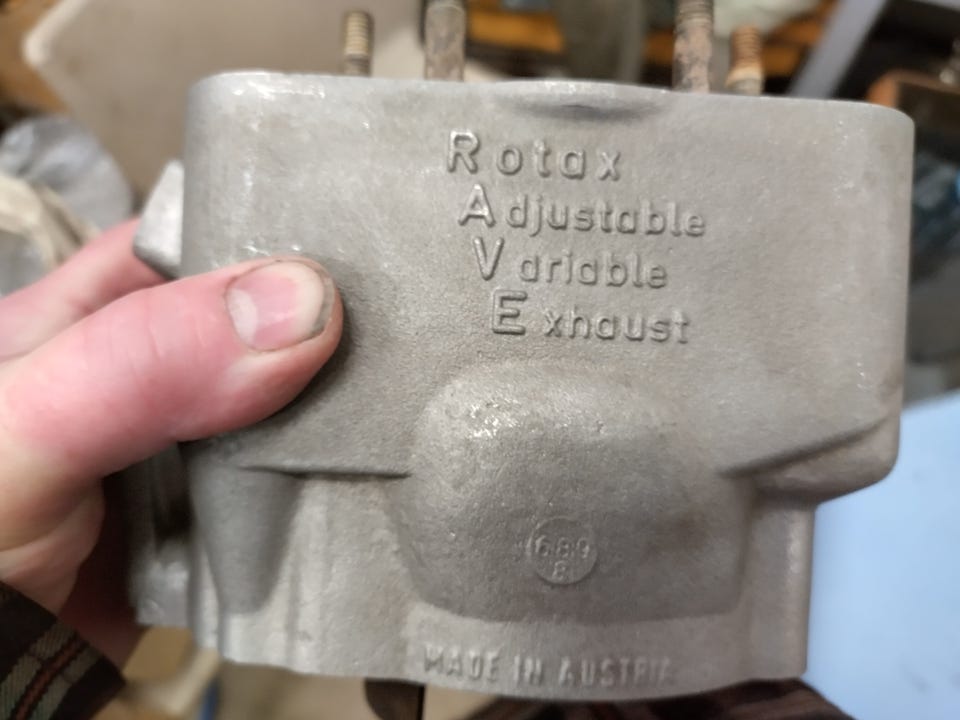 Rotax
Adjustable
Variable
Exhaust
689
8
MADE IN AUSTRIA